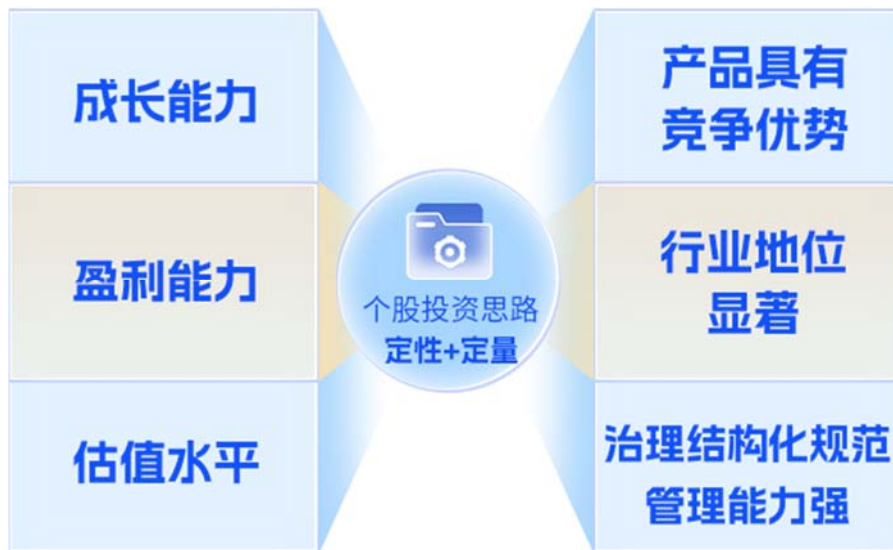 成长能力
盈利能力
估值水平
个股投资思路
定性+定量
产品具有
竞争优势
行业地位
显著
治理结构化规范
管理能力强